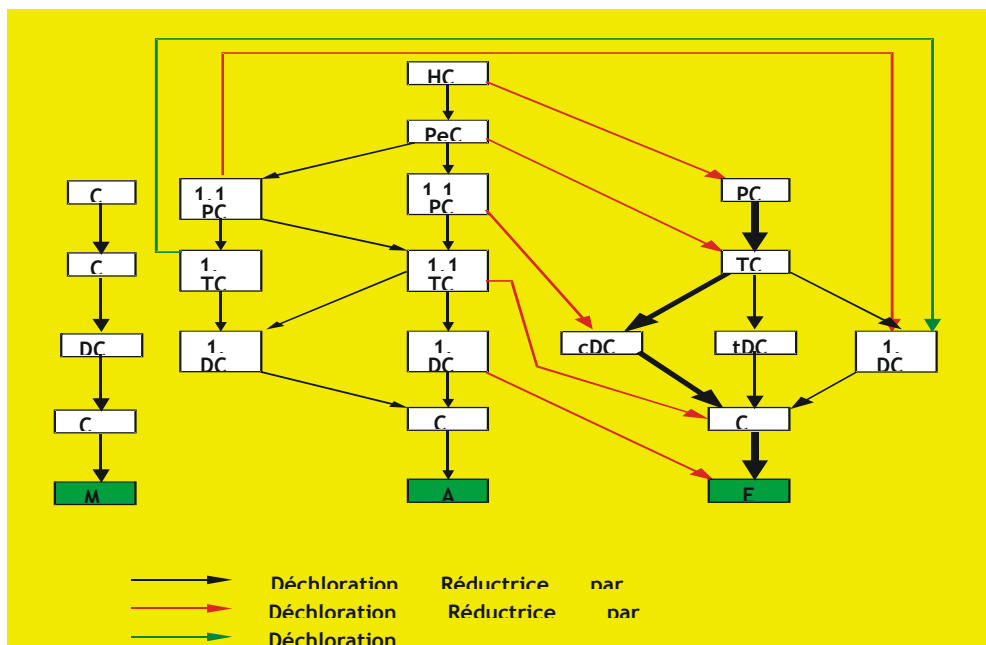 HC
PeC
C
1,1
PC
1,1
PC
PC
C
1,
TC
1,1
TC
TC
DC
1,
DC
1,
DC
cDC
tDC
1,
DC
C
C
C
M
A
Déchloration Réductrice par
Déchloration Réductrice par
Déchloration